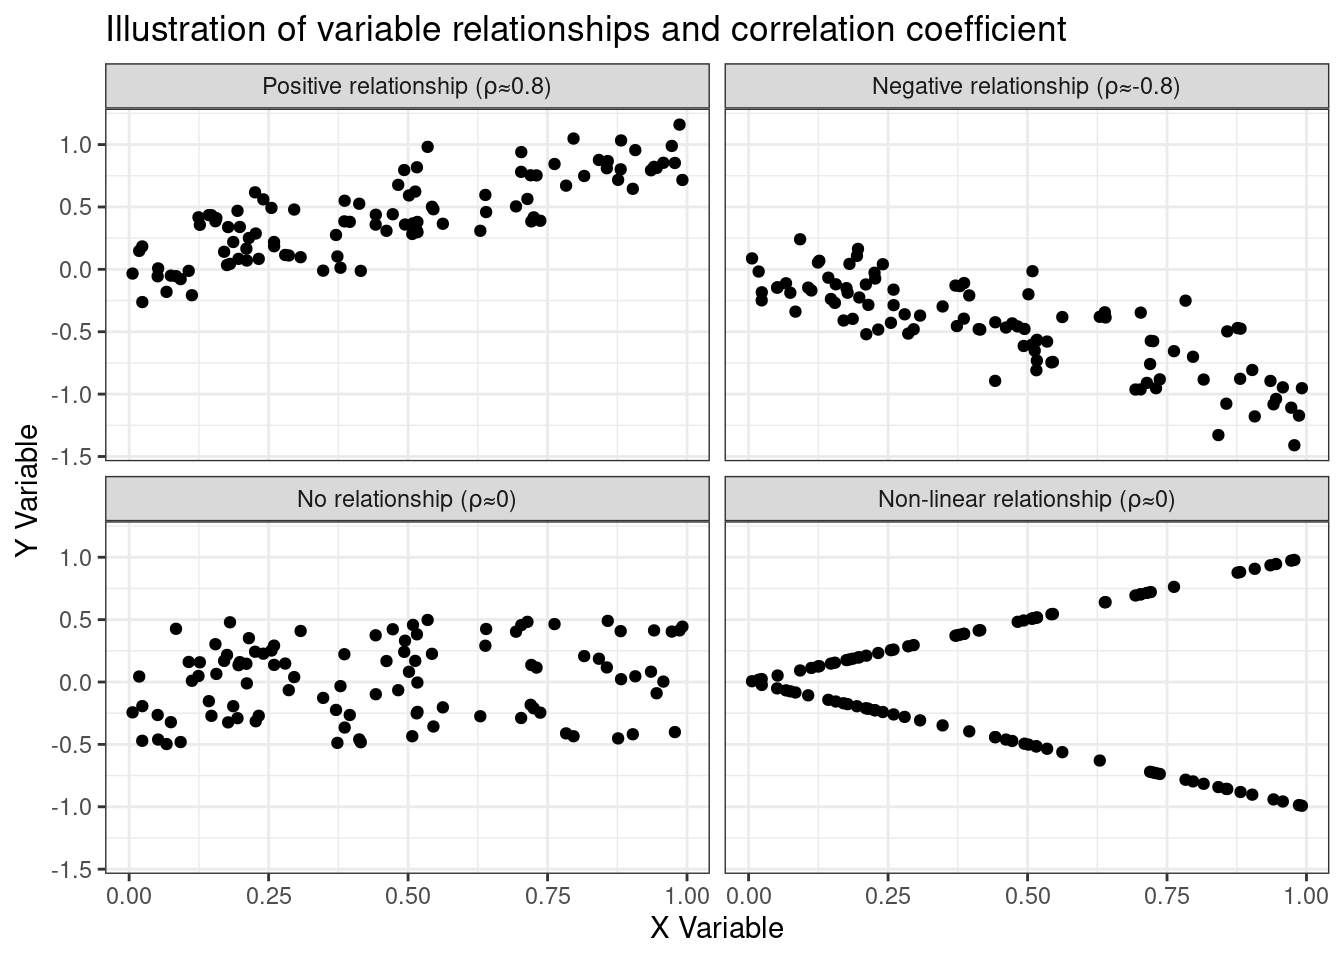 Illustration of variable relationships and correlation coefficient
Positive relationship (ρ≈0.8)
Negative relationship (ρ≈-0.8)
1.0
0.5
0.0
-0.5
-1.0
-1.5
Y Variable
No relationship (ρ≈0)
Non-linear relationship (ρ≈0)
1.0
0.5
0.0
-0.5
-1.0
-1.5
0.00 0.25 0.50 0.75 1.00
0.00 0.25 0.50 0.75 1.00
X Variable